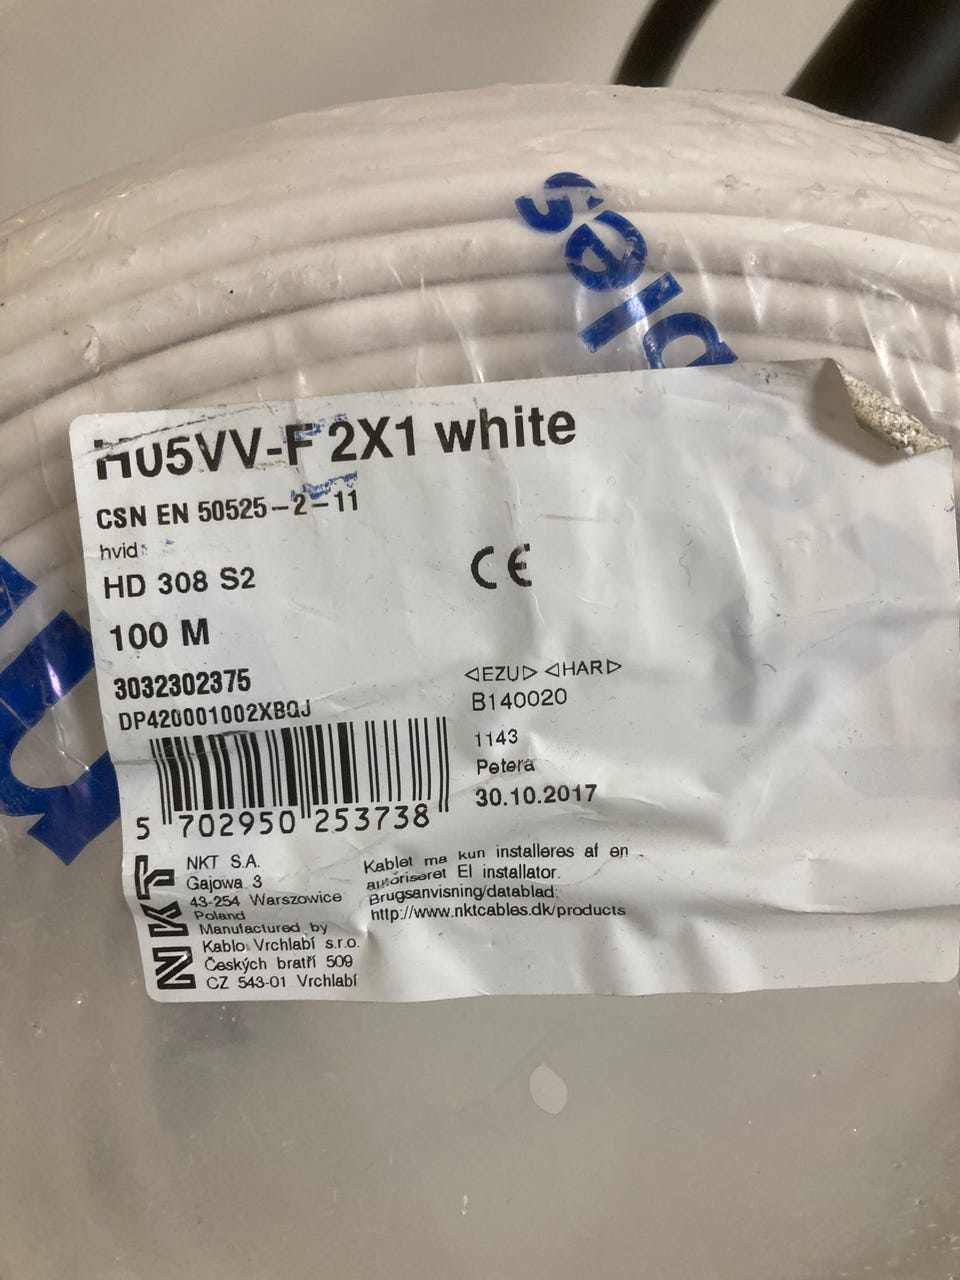 H05VV-F 2X1 white
CSN EN 50525-2-11
hvid
HD 308 S2
CE
100 M
3032302375
DP420001002XBQJ
5 702950 253738
◁EZU▷ ◁HAR▷
B140020
1143
Petera
30.10.2017
NKT
NKT S.A.
Gajowa 3
43-254 Warszowice
Poland
Manufactured by
Kablo Vrchlabí s.r.o.
Českých bratří 509
CZ 543-01 Vrchlabí
Kablet ma kun installeres af en
autoriseret El installator.
Brugsanvisning/datablad:
http://www.nktcables.dk/products